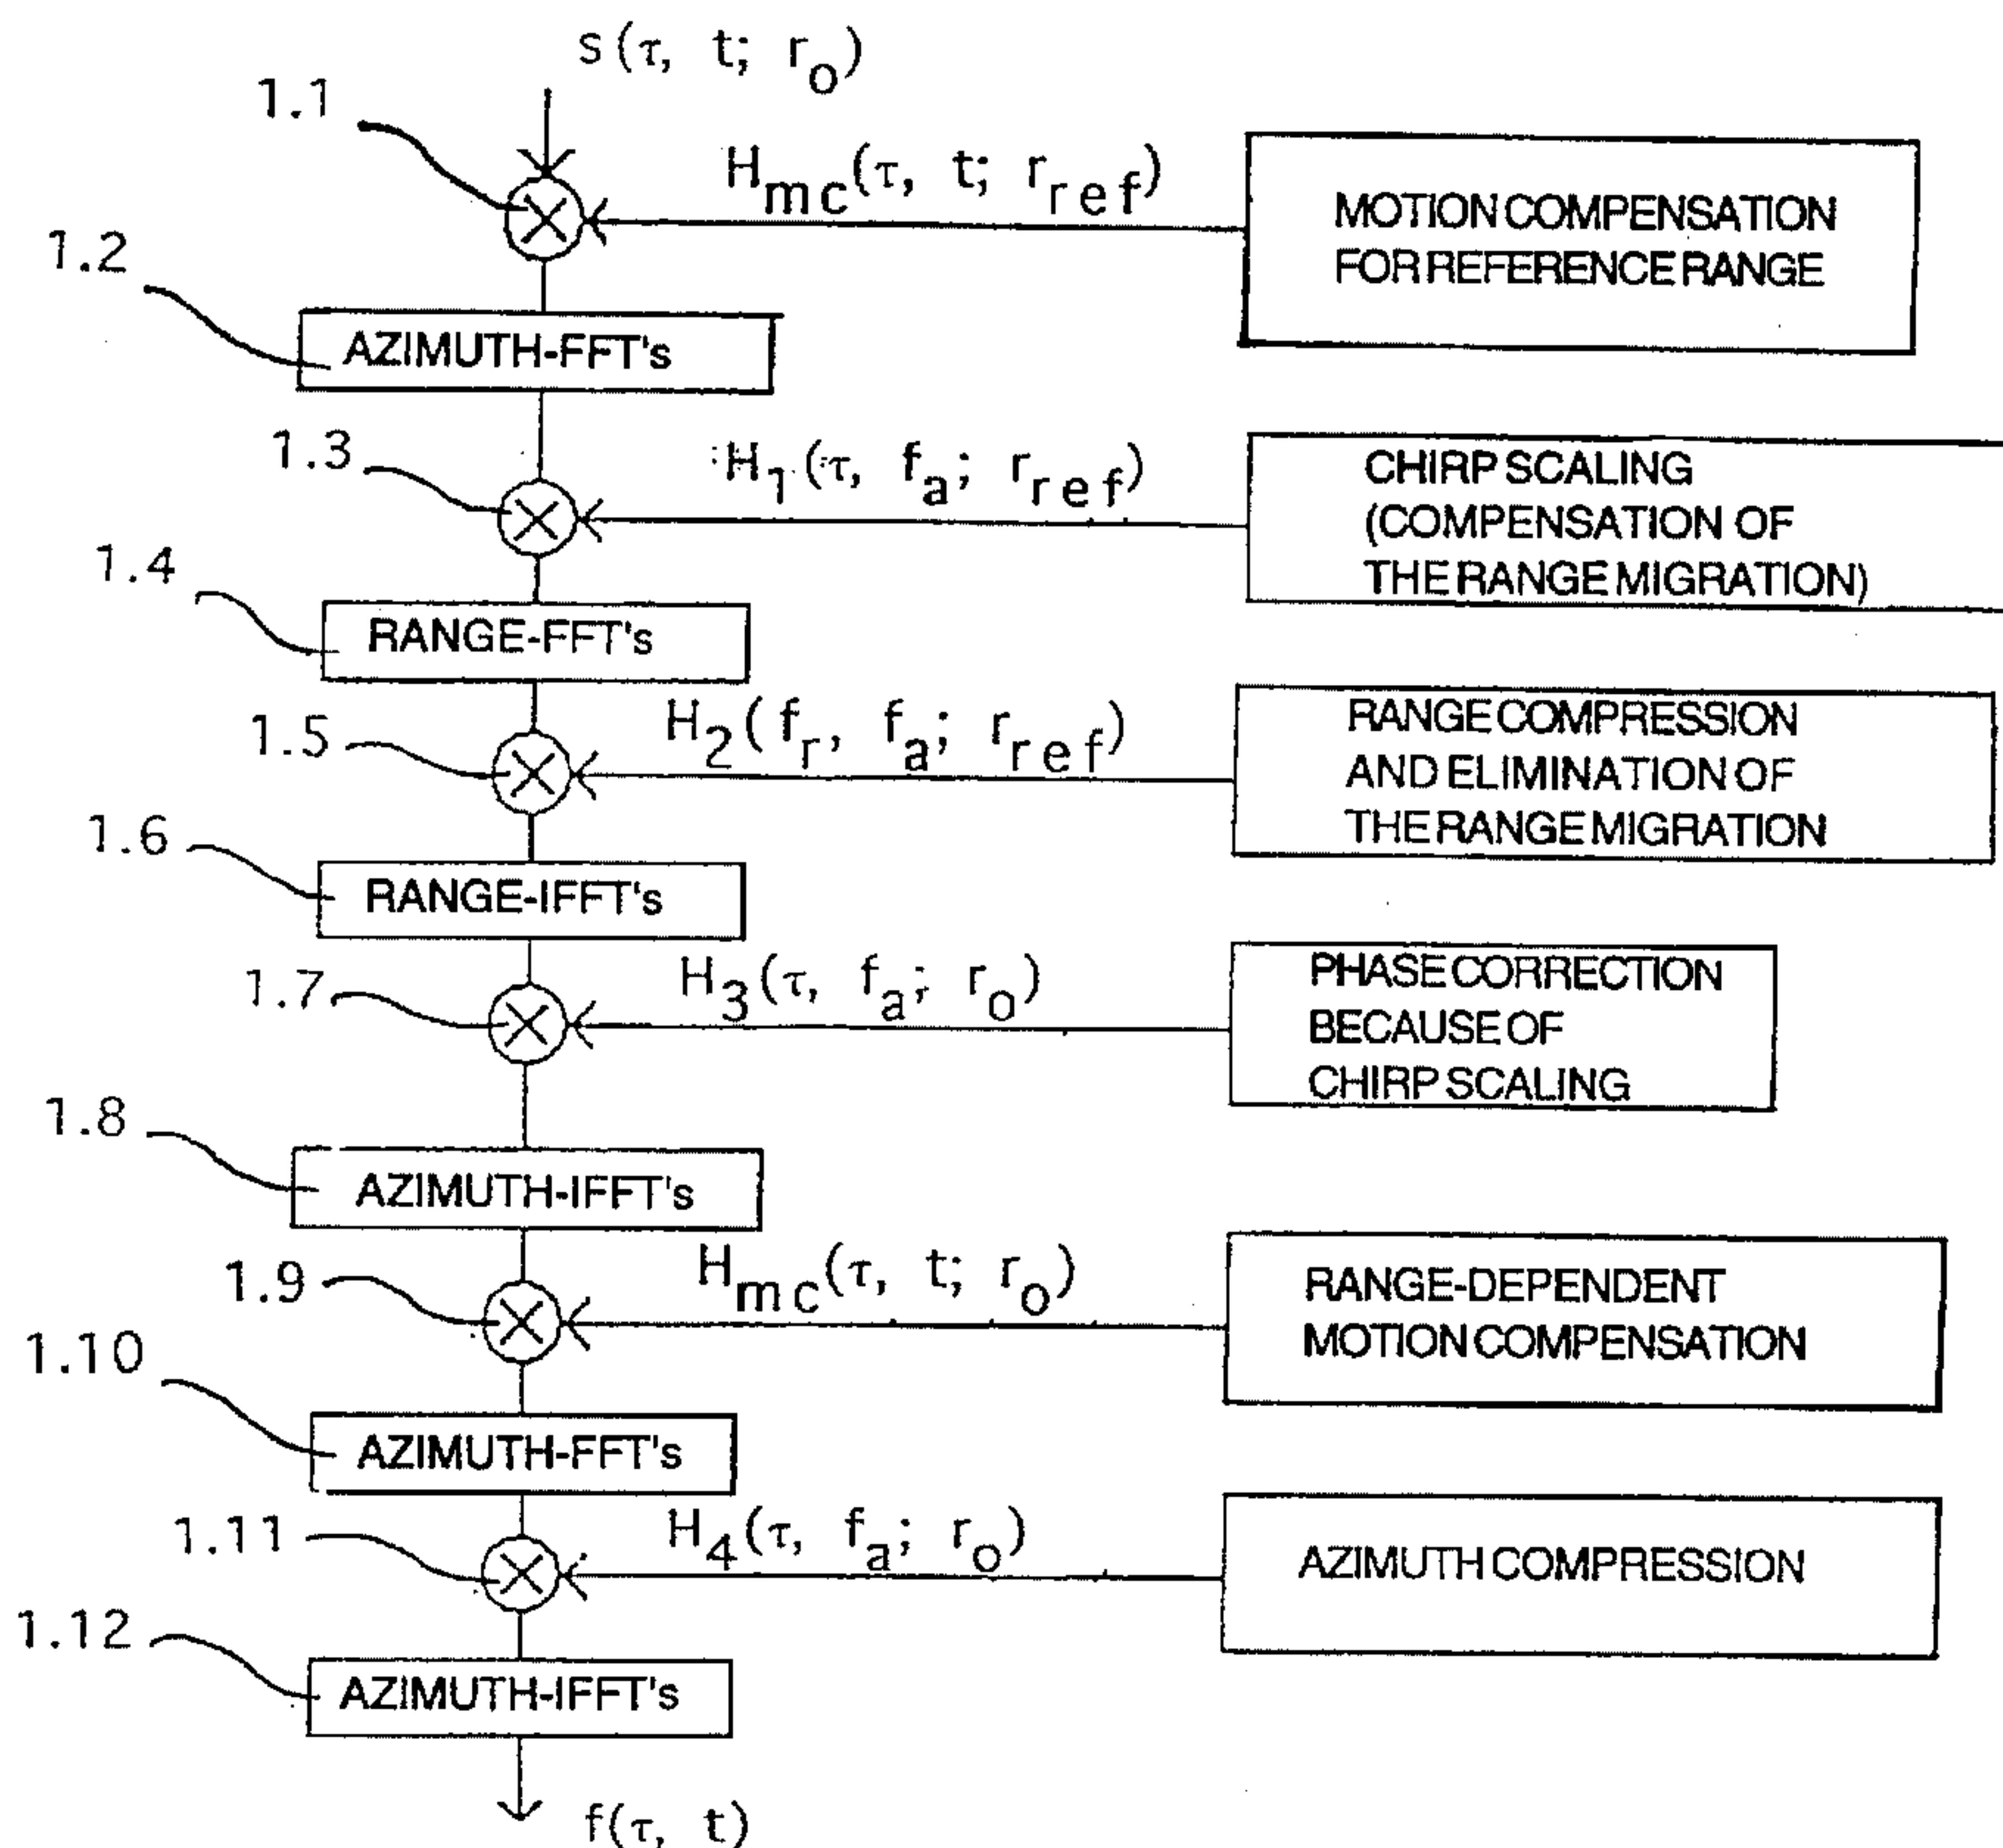 s(τ, t; r₀)
1.1
Hmc(τ, t; rref)
MOTION COMPENSATION
FOR REFERENCE RANGE
1.2
AZIMUTH-FFT's
1.3
H₁(τ, fa; rref)
CHIRP SCALING
(COMPENSATION OF
THE RANGE MIGRATION)
1.4
RANGE-FFT's
1.5
H₂(fr, fa; rref)
RANGE COMPRESSION
AND ELIMINATION OF
THE RANGE MIGRATION
1.6
RANGE-IFFT's
1.7
H₃(τ, fa; r₀)
PHASE CORRECTION
BECAUSE OF
CHIRP SCALING
1.8
AZIMUTH-IFFT's
1.9
Hmc(τ, t; r₀)
RANGE-DEPENDENT
MOTION COMPENSATION
1.10
AZIMUTH-FFT's
1.11
H₄(τ, fa; r₀)
AZIMUTH COMPRESSION
1.12
AZIMUTH-IFFT's
f(τ, t)